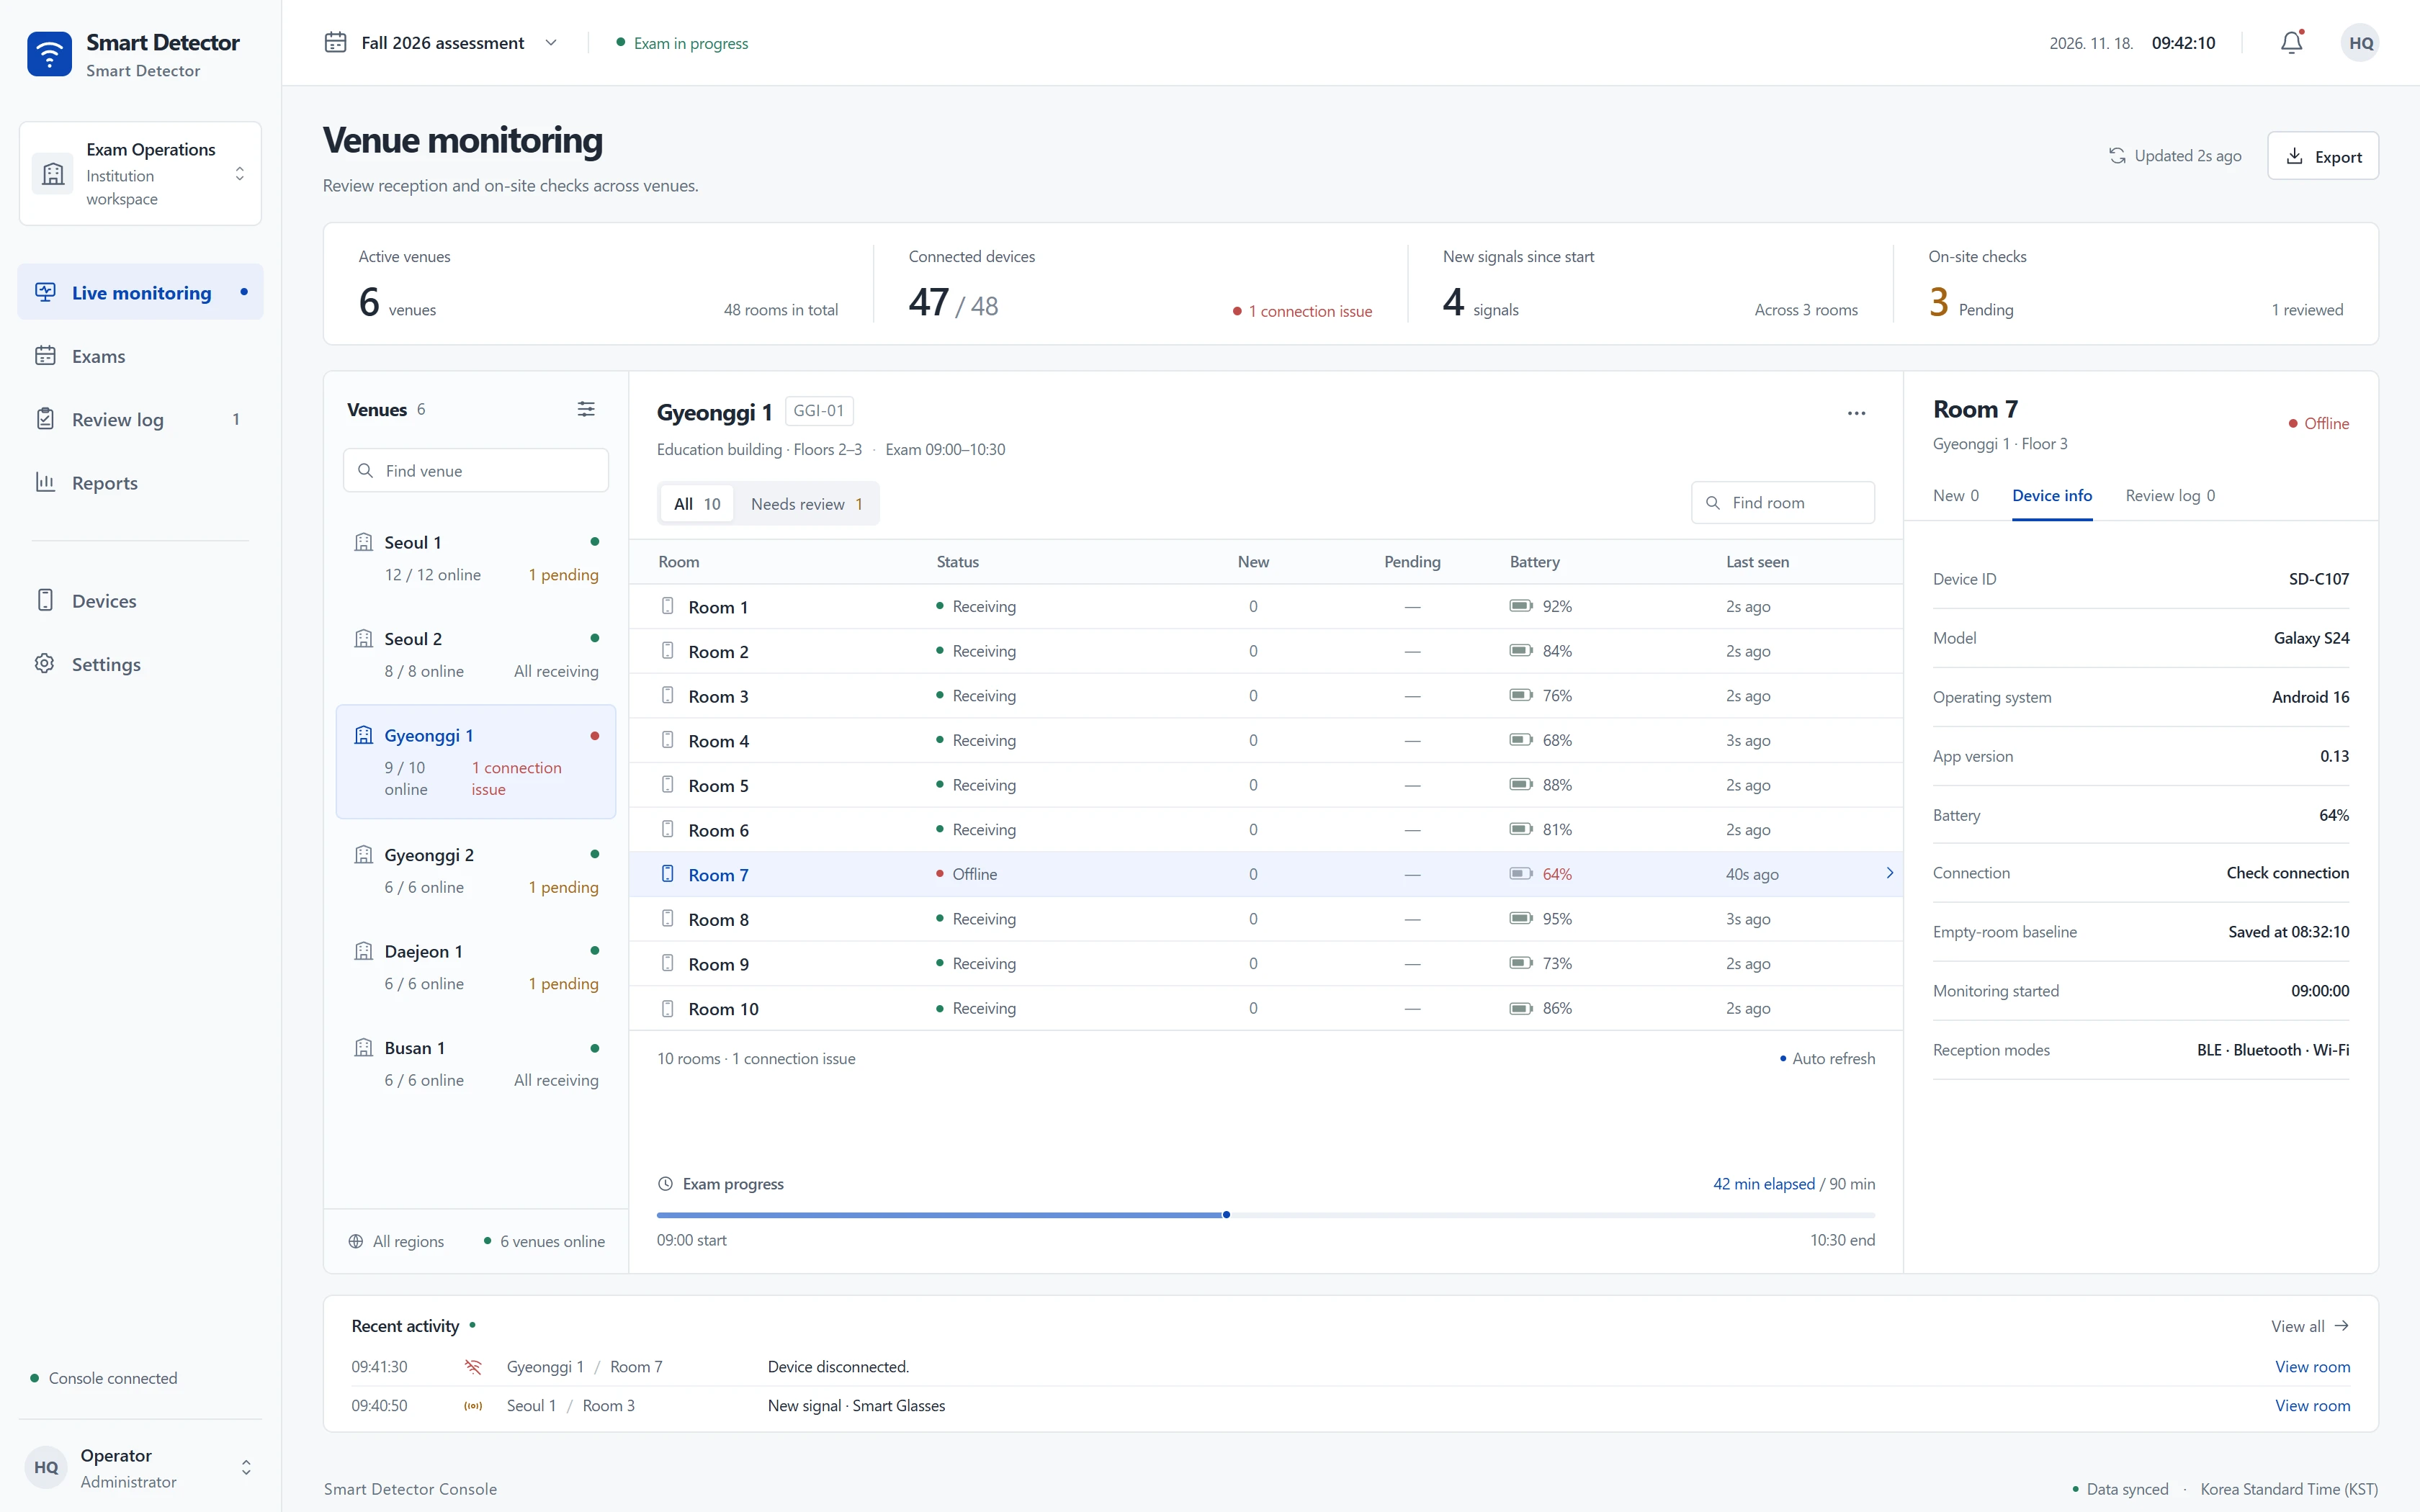 Smart Detector
Smart Detector
Exam Operations
Institution
workspace
Live monitoring
Exams
Review log 1
Reports
Devices
Settings
Console connected
HQ
Operator
Administrator
Fall 2026 assessment
Exam in progress
2026. 11. 18. 09:42:10
HQ
Venue monitoring
Review reception and on-site checks across venues.
Updated 2s ago
Export
Active venues
6 venues
48 rooms in total
Connected devices
47 / 48
1 connection issue
New signals since start
4 signals
Across 3 rooms
On-site checks
3 Pending
1 reviewed
Venues 6
Find venue
Seoul 1
12 / 12 online 1 pending
Seoul 2
8 / 8 online All receiving
Gyeonggi 1
9 / 10
online
1 connection
issue
Gyeonggi 2
6 / 6 online 1 pending
Daejeon 1
6 / 6 online 1 pending
Busan 1
6 / 6 online All receiving
All regions 6 venues online
Gyeonggi 1 GGI-01
Education building · Floors 2–3 · Exam 09:00–10:30
All 10 Needs review 1
Find room
Room Status New Pending Battery Last seen
Room 1 Receiving 0 — 92% 2s ago
Room 2 Receiving 0 — 84% 2s ago
Room 3 Receiving 0 — 76% 2s ago
Room 4 Receiving 0 — 68% 3s ago
Room 5 Receiving 0 — 88% 2s ago
Room 6 Receiving 0 — 81% 2s ago
Room 7 Offline 0 — 64% 40s ago
Room 8 Receiving 0 — 95% 3s ago
Room 9 Receiving 0 — 73% 2s ago
Room 10 Receiving 0 — 86% 2s ago
10 rooms · 1 connection issue
Auto refresh
Exam progress
42 min elapsed / 90 min
09:00 start
10:30 end
Room 7
Gyeonggi 1 · Floor 3
Offline
New 0 Device info Review log 0
Device ID SD-C107
Model Galaxy S24
Operating system Android 16
App version 0.13
Battery 64%
Connection Check connection
Empty-room baseline Saved at 08:32:10
Monitoring started 09:00:00
Reception modes BLE · Bluetooth · Wi-Fi
Recent activity
View all
09:41:30 Gyeonggi 1 / Room 7 Device disconnected. View room
09:40:50 Seoul 1 / Room 3 New signal · Smart Glasses View room
Smart Detector Console
Data synced · Korea Standard Time (KST)